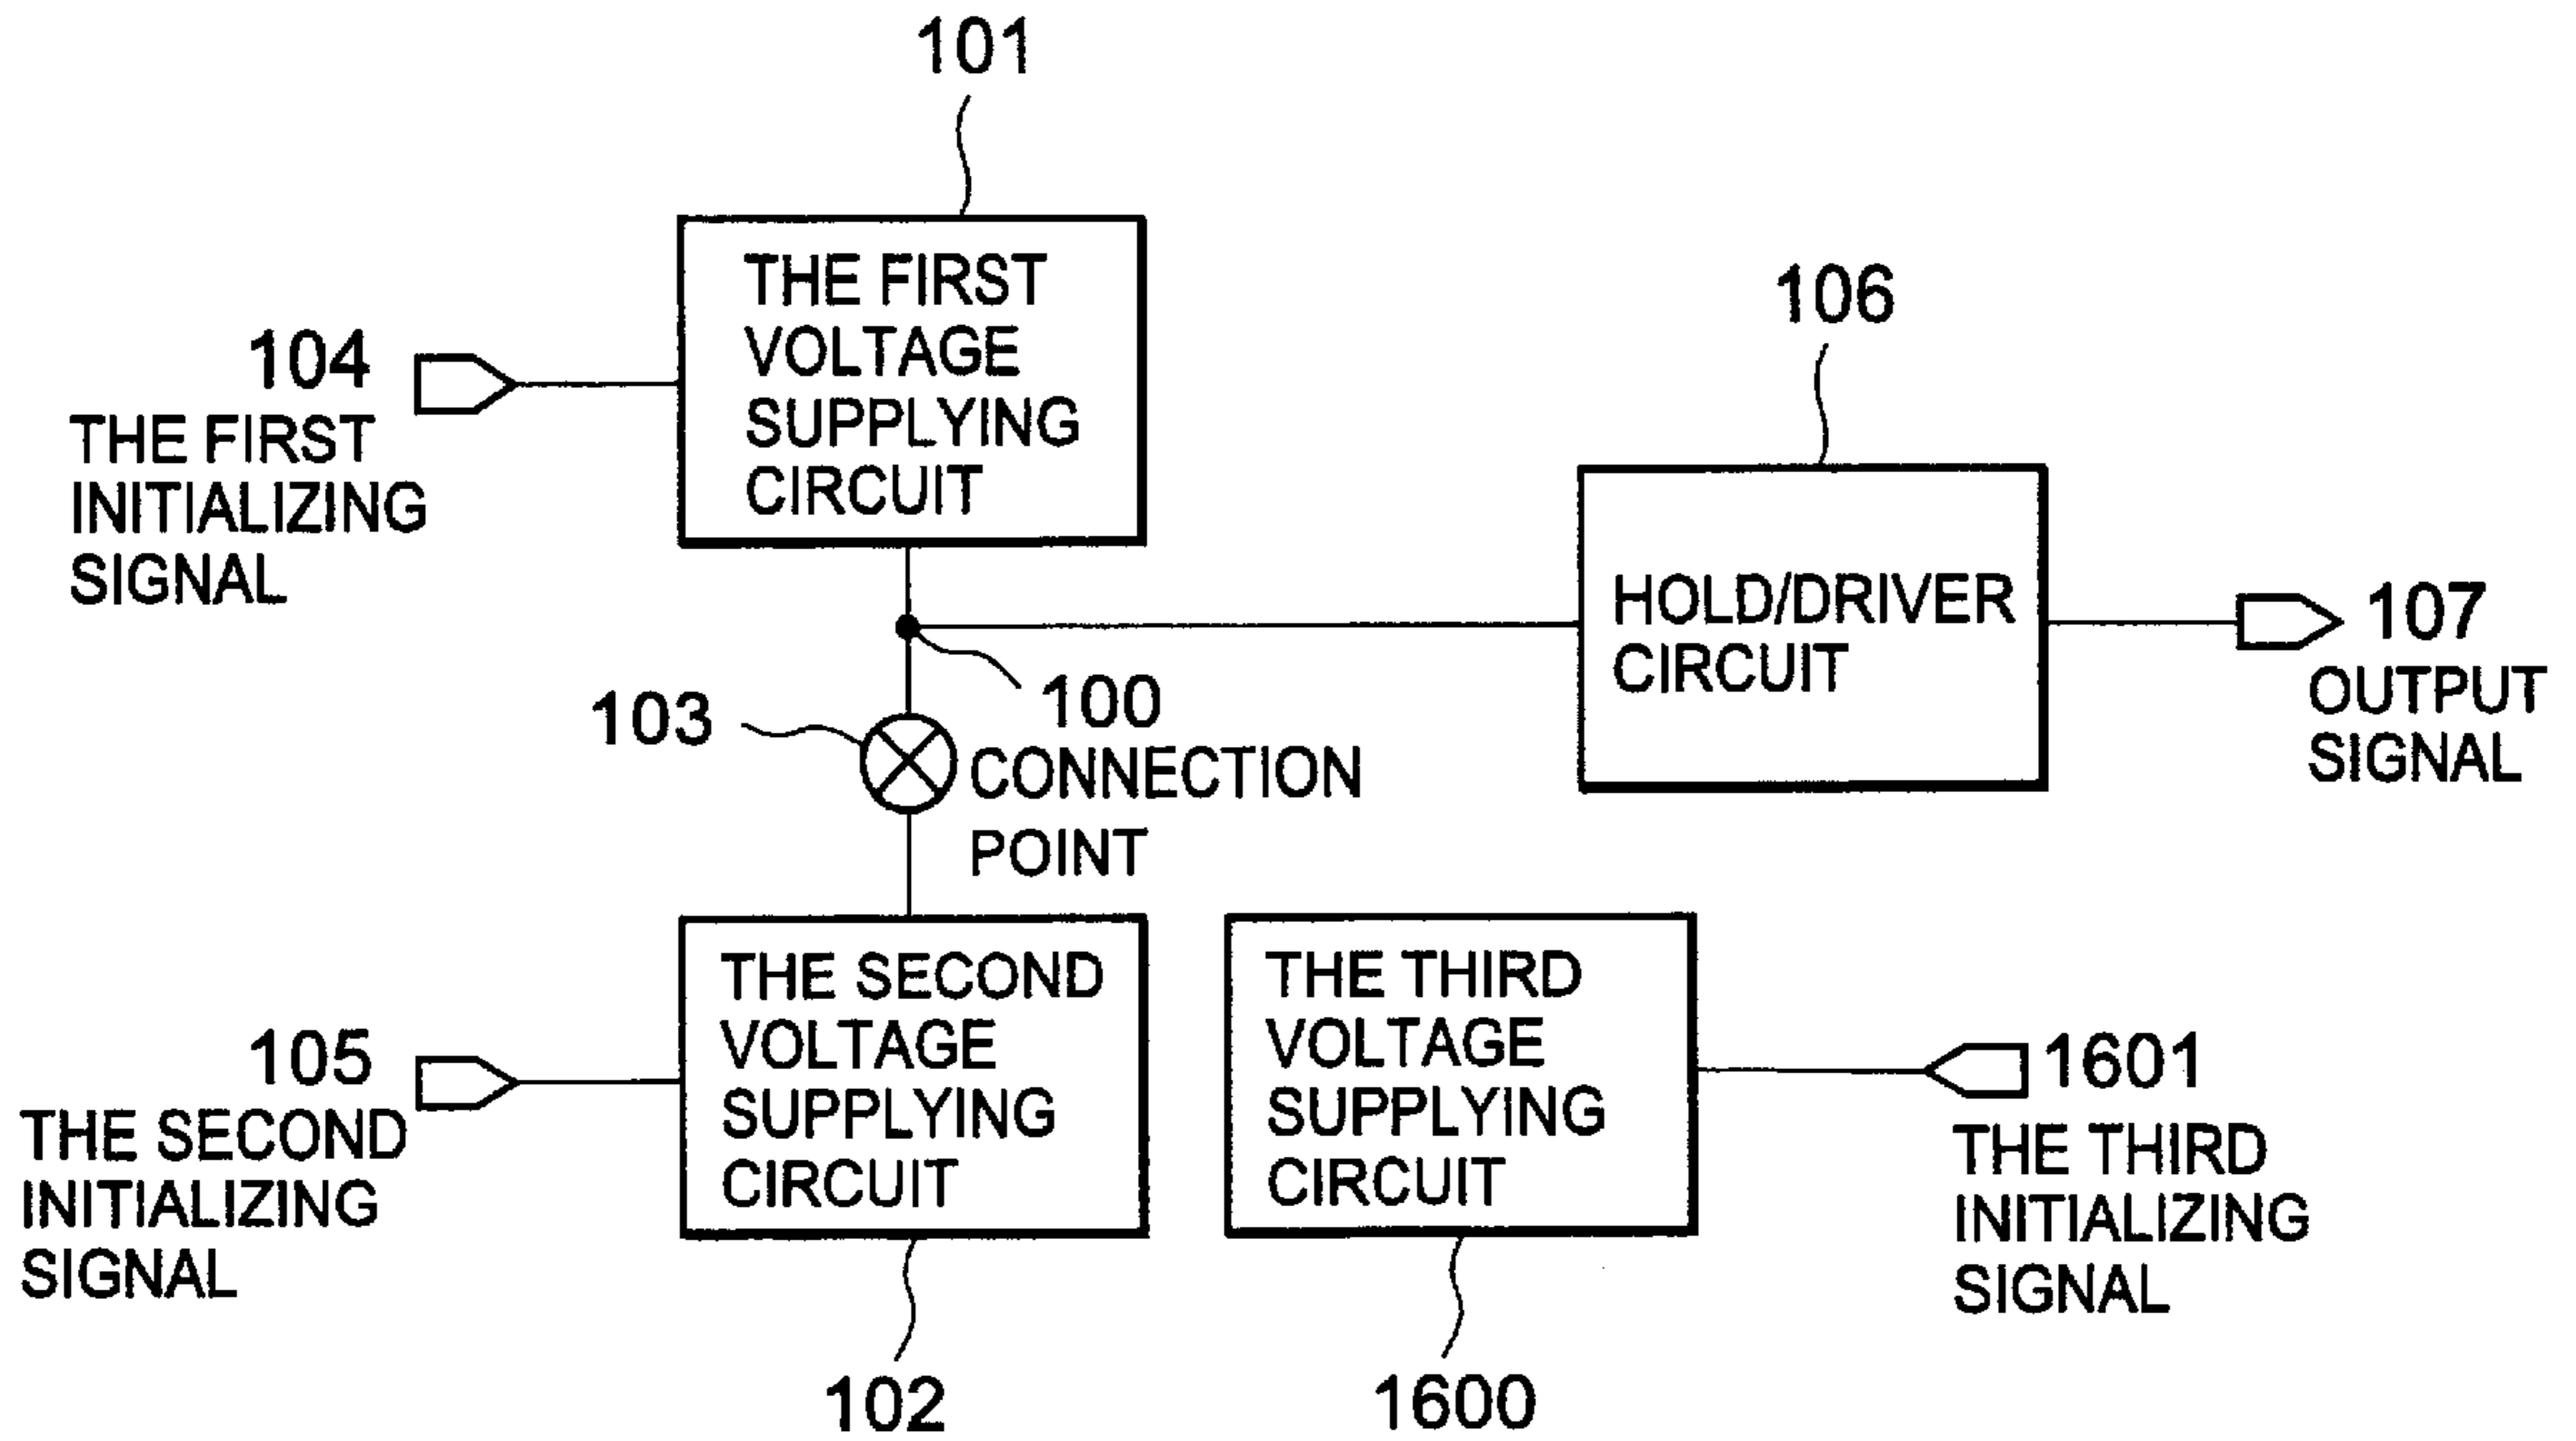 101
THE FIRST
VOLTAGE
SUPPLYING
CIRCUIT
104
THE FIRST
INITIALIZING
SIGNAL
106
HOLD/DRIVER
CIRCUIT
107
OUTPUT
SIGNAL
103
100
CONNECTION
POINT
105
THE SECOND
INITIALIZING
SIGNAL
THE SECOND
VOLTAGE
SUPPLYING
CIRCUIT
THE THIRD
VOLTAGE
SUPPLYING
CIRCUIT
1601
THE THIRD
INITIALIZING
SIGNAL
102
1600